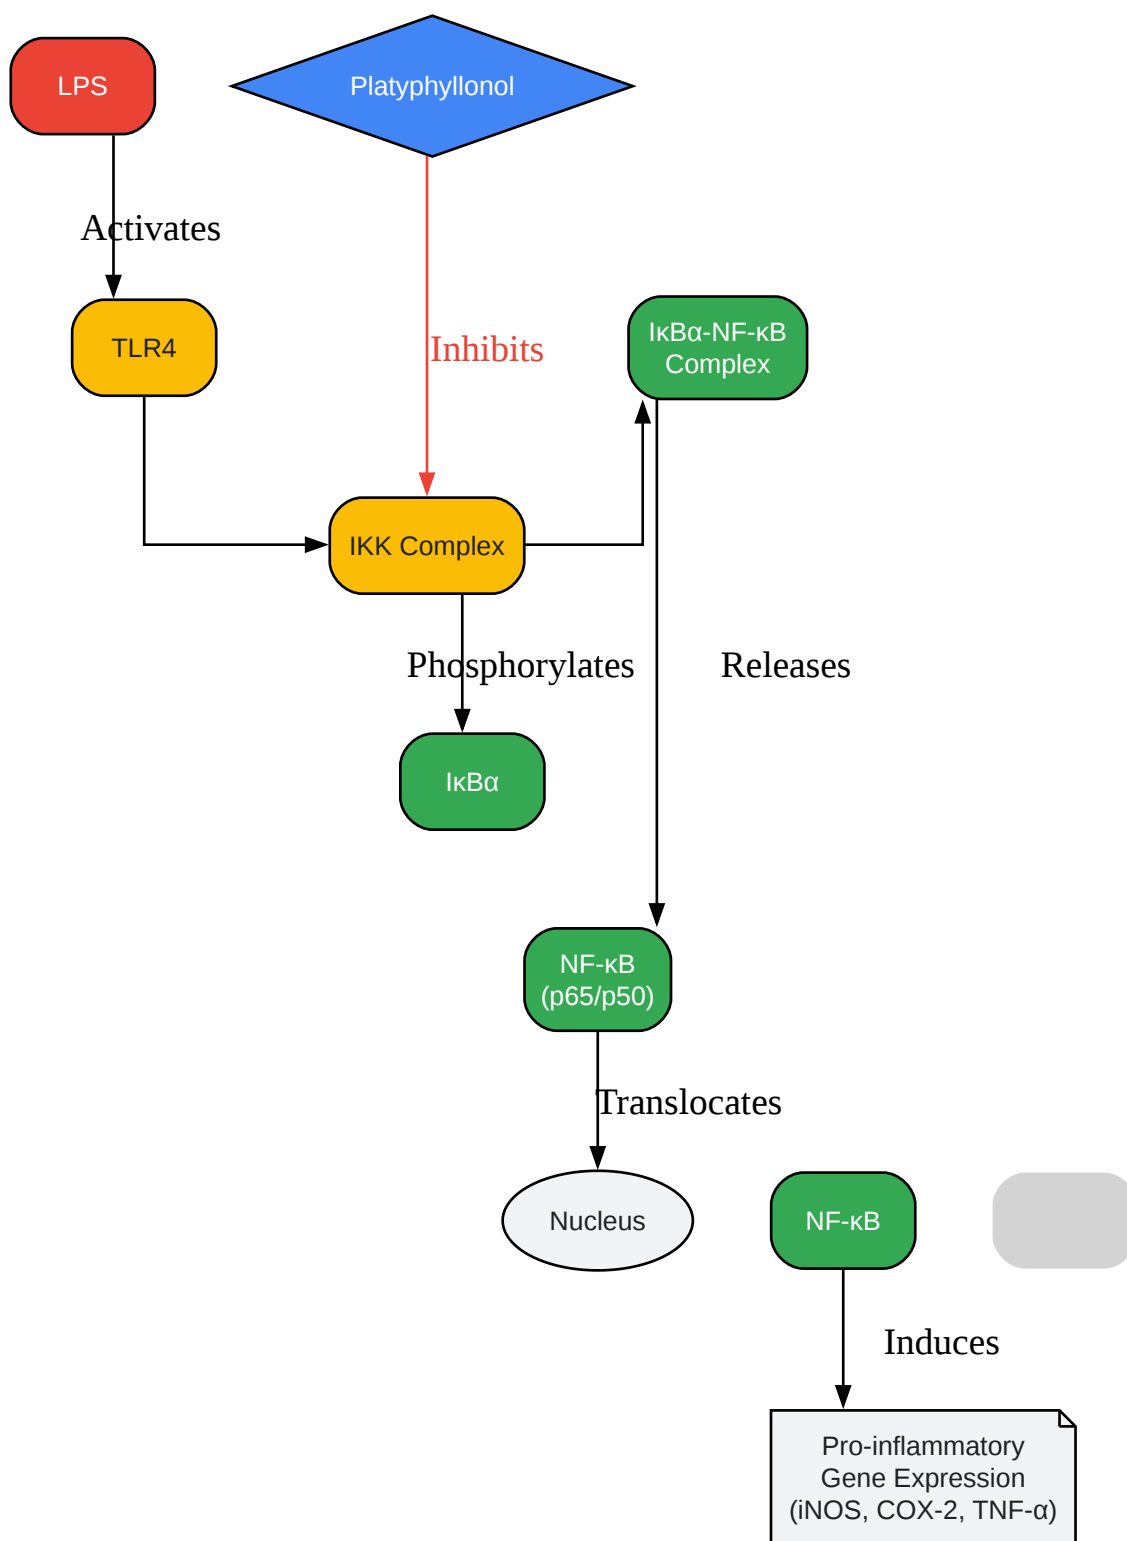 LPS
Platyphyllonol
Activates
TLR4
Inhibits
IκBα-NF-κB
Complex
IKK Complex
Phosphorylates
Releases
IκBα
NF-κB
(p65/p50)
Translocates
Nucleus
NF-κB
Induces
Pro-inflammatory
Gene Expression
(iNOS, COX-2, TNF-α)